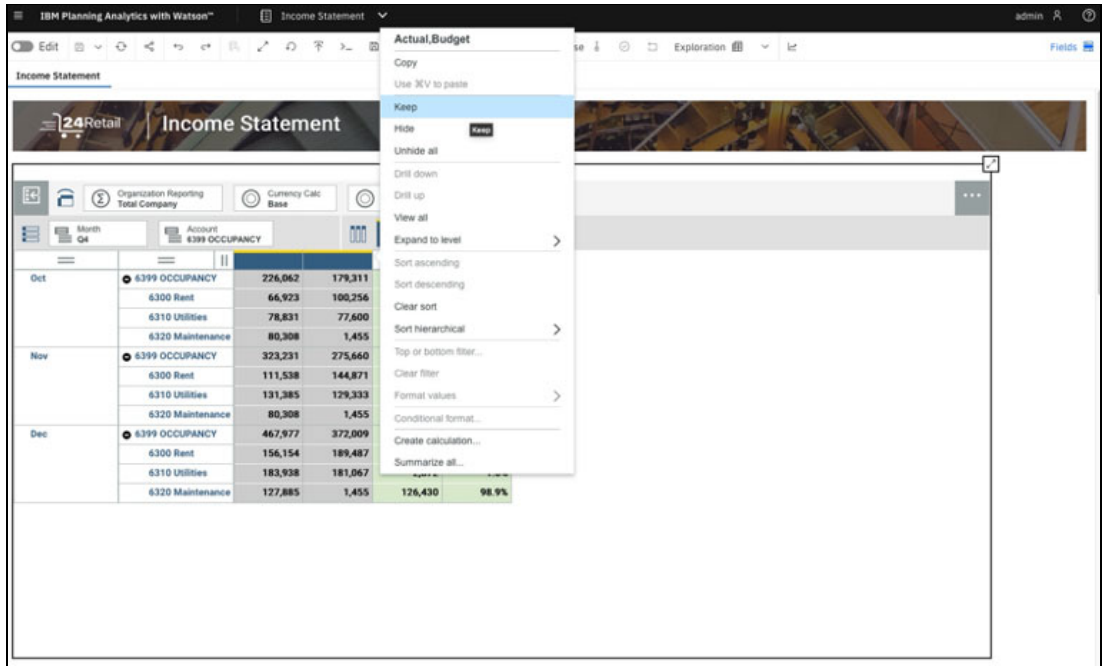 IBM Planning Analytics with Watson™
Income Statement
admin
Edit
Actual,Budget
se
Exploration
Fields
Income Statement
24Retail
Income Statement
Copy
Use ⌘V to paste
Keep
Hide
Keep
Unhide all
Drill down
Drill up
View all
Expand to level
Sort ascending
Sort descending
Clear sort
Sort hierarchical
Top or bottom filter...
Clear filter
Format values
Conditional format...
Create calculation...
Summarize all...
Organization Reporting
Total Company
Currency Calc
Base
Month
Q4
Account
6399 OCCUPANCY
Oct 6399 OCCUPANCY 226,062 179,311
6300 Rent 66,923 100,256
6310 Utilities 78,831 77,600
6320 Maintenance 80,308 1,455
Nov 6399 OCCUPANCY 323,231 275,660
6300 Rent 111,538 144,871
6310 Utilities 131,385 129,333
6320 Maintenance 80,308 1,455
Dec 6399 OCCUPANCY 467,977 372,009
6300 Rent 156,154 189,487
6310 Utilities 183,938 181,067
6320 Maintenance 127,885 1,455 126,430 98.9%